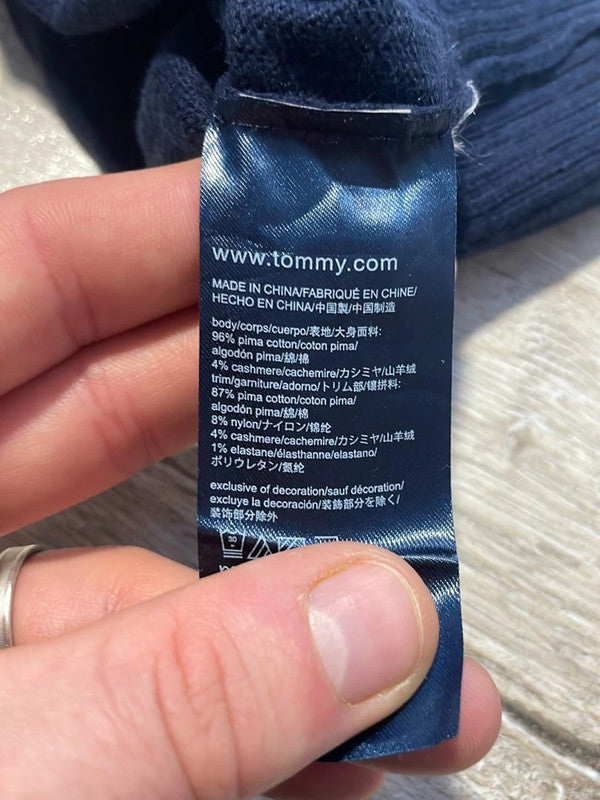 www.tommy.com
MADE IN CHINA/FABRIQUÉ EN CHINE/
HECHO EN CHINA/中国製/中国制造
body/corps/cuerpo/表地/大身面料:
96% pima cotton/coton pima/
algodón pima/綿/棉
4% cashmere/cachemire/カシミヤ/山羊绒
trim/garniture/adorno/トリム部/镶拼料:
87% pima cotton/coton pima/
algodón pima/綿/棉
8% nylon/ナイロン/锦纶
4% cashmere/cachemire/カシミヤ/山羊绒
1% elastane/élasthanne/elastano/
ポリウレタン/氨纶
exclusive of decoration/sauf décoration/
excluye la decoración/装飾部分を除く/
装饰部分除外
30